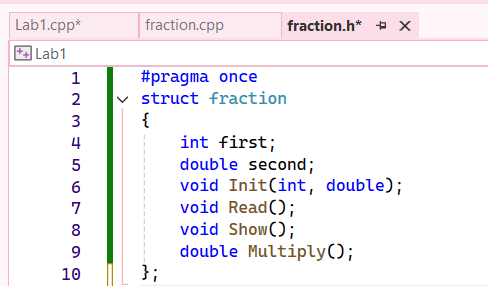 Lab1.cpp* fraction.cpp fraction.h*
Lab1
1 #pragma once
2 struct fraction
3 {
4 int first;
5 double second;
6 void Init(int, double);
7 void Read();
8 void Show();
9 double Multiply();
10 };